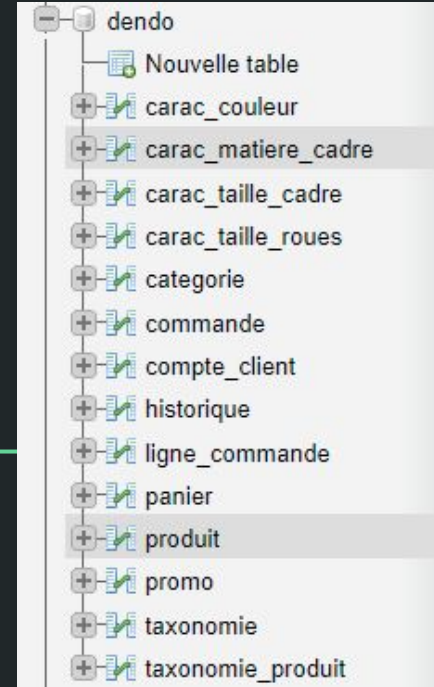 dendo
Nouvelle table
carac_couleur
carac_matiere_cadre
carac_taille_cadre
carac_taille_roues
categorie
commande
compte_client
historique
ligne_commande
panier
produit
promo
taxonomie
taxonomie_produit